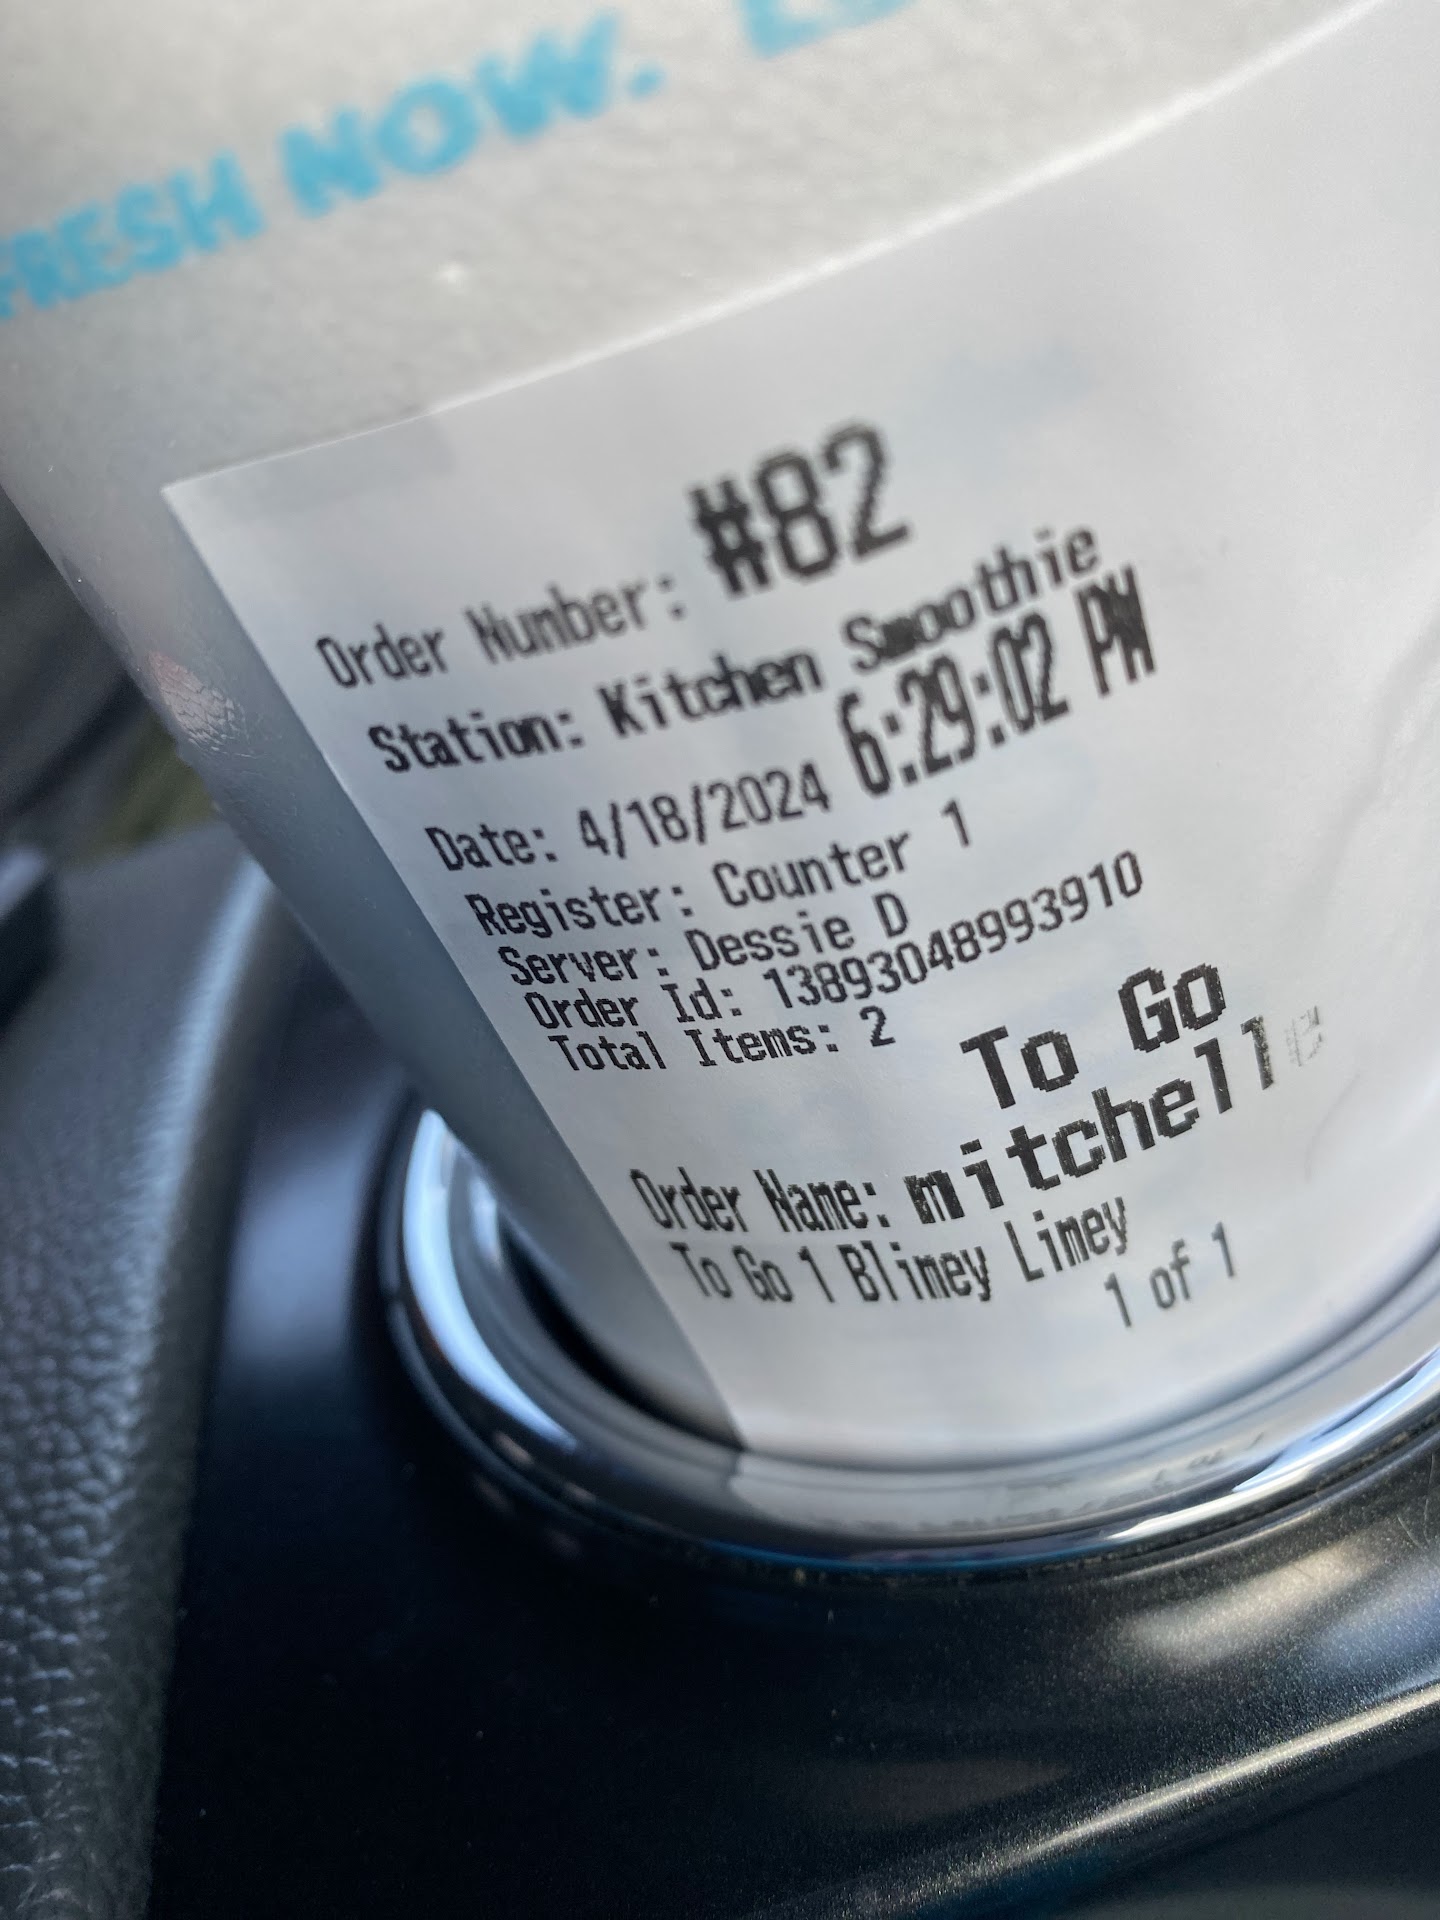 FRESH NOW.
Order Number: #82
Station: Kitchen Smoothie
Date: 4/18/2024 6:29:02 PM
Register: Counter 1
Server: Dessie D
Order Id: 13893048993910
Total Items: 2
To Go
Order Name: mitchelle
To Go 1 Blimey Limey
1 of 1